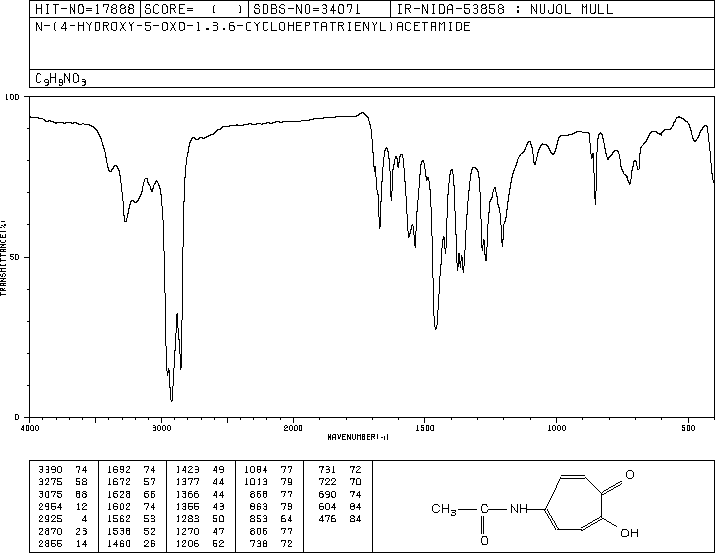 HIT-NO=17888 SCORE= ( ) SDBS-NO=34071 IR-NIDA-53858 : NUJOL MULL
N-(4-HYDROXY-5-OXO-1,3,6-CYCLOHEPTATRIENYL)ACETAMIDE
C9H9NO3
100
TRANSMITTANCE(%)
50
0
4000 3000 2000 1500 1000 500
WAVENUMBER(-1)
3390 74 1692 74 1423 49 1084 77 731 72
3275 58 1672 57 1377 44 1013 79 722 70
3075 68 1628 66 1366 44 868 77 690 74
2954 12 1602 74 1355 43 863 79 604 84
2925 4 1562 53 1283 50 853 64 476 84
2870 23 1538 52 1270 47 806 77
2855 14 1460 26 1206 52 738 72
O
CH3 C NH
O
OH